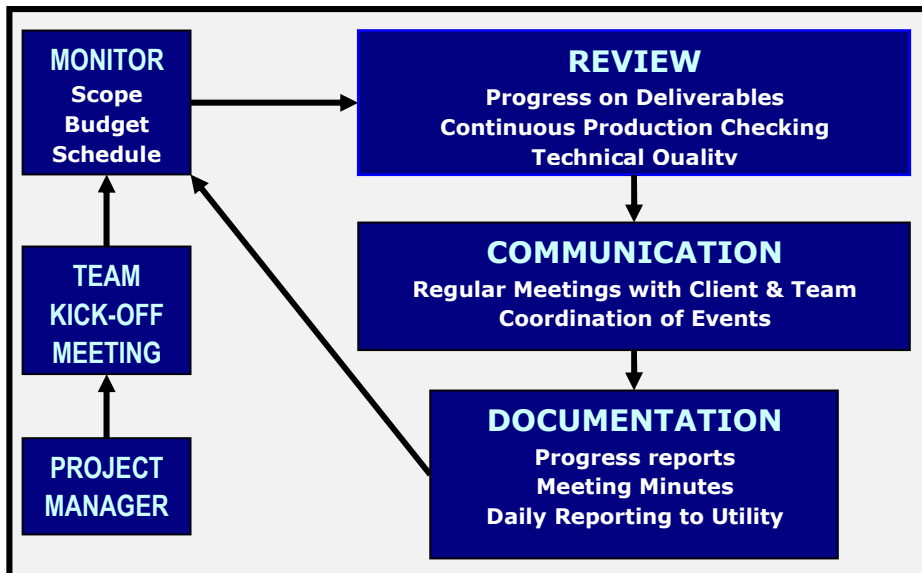 MONITOR
Scope
Budget
Schedule
REVIEW
Progress on Deliverables
Continuous Production Checking
Technical Quality
TEAM
KICK-OFF
MEETING
COMMUNICATION
Regular Meetings with Client & Team
Coordination of Events
PROJECT
MANAGER
DOCUMENTATION
Progress reports
Meeting Minutes
Daily Reporting to Utility